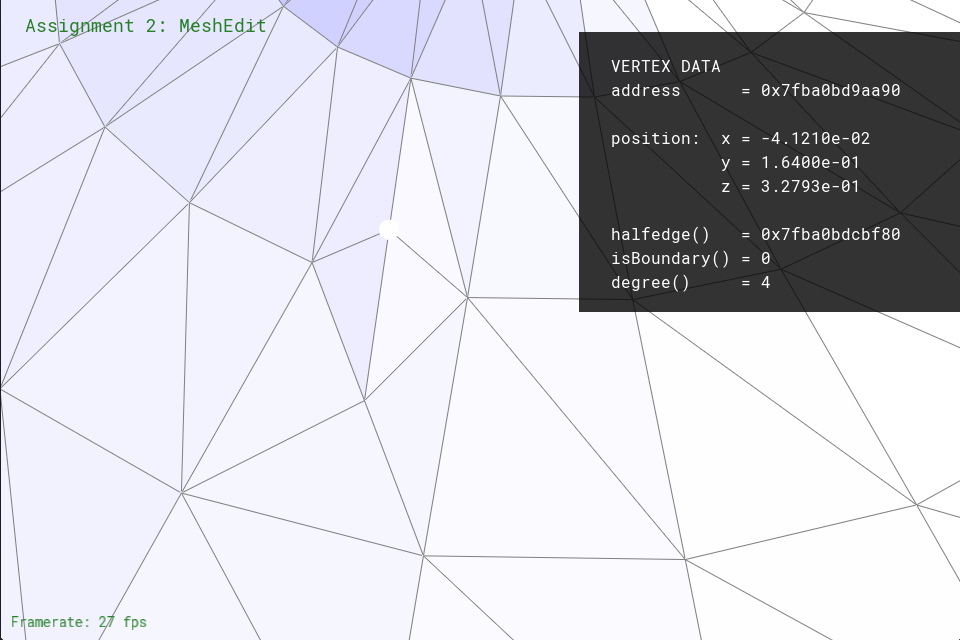 Assignment 2: MeshEdit
VERTEX DATA
address = 0x7fba0bd9aa90
position: x = -4.1210e-02
y = 1.6400e-01
z = 3.2793e-01
halfedge() = 0x7fba0bdcbf80
isBoundary() = 0
degree() = 4
Framerate: 27 fps